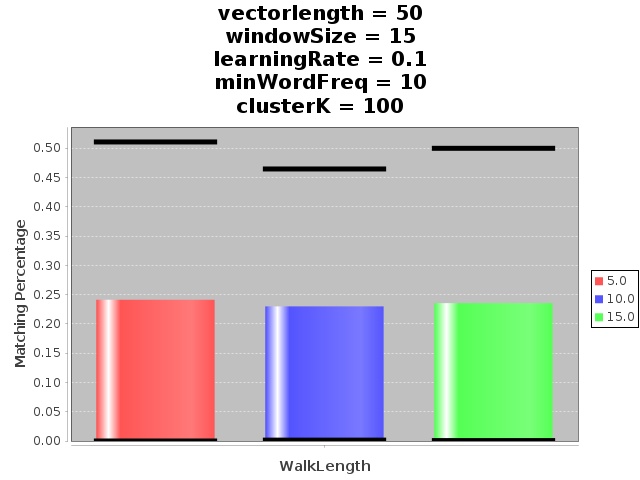 vectorlength = 50
windowSize = 15
learningRate = 0.1
minWordFreq = 10
clusterK = 100
Matching Percentage
0.50
0.45
0.40
0.35
0.30
0.25
0.20
0.15
0.10
0.05
0.00
WalkLength
5.0
10.0
15.0